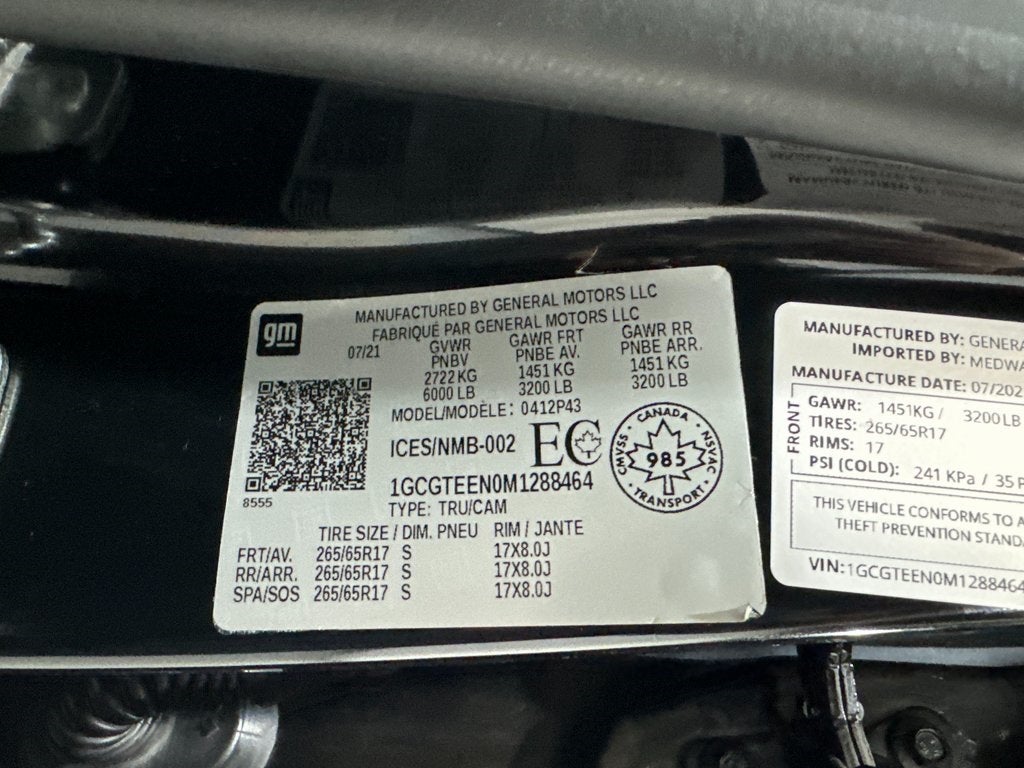 gm
MANUFACTURED BY GENERAL MOTORS LLC
FABRIQUÉ PAR GENERAL MOTORS LLC
07/21
GVWR GAWR FRT GAWR RR
PNBV PNBE AV. PNBE ARR.
2722 KG 1451 KG 1451 KG
6000 LB 3200 LB 3200 LB
MODEL/MODÈLE: 0412P43
ICES/NMB-002 EC
CANADA
CMVSS 985 NSVAC
TRANSPORT
8555
1GCGTEEN0M1288464
TYPE: TRU/CAM
TIRE SIZE / DIM. PNEU RIM / JANTE
FRT/AV. 265/65R17 S 17X8.0J
RR/ARR. 265/65R17 S 17X8.0J
SPA/SOS 265/65R17 S 17X8.0J
MANUFACTURED BY:
IMPORTED BY:
MANUFACTURE DATE:
FRONT
GAWR: 1451KG / 3200LB
TIRES: 265/65R17
RIMS: 17
PSI (COLD): 241 KPa / 35
THIS VEHICLE CONFORMS TO
THEFT PREVENTION
VIN:1GCGTEEN0M1288464